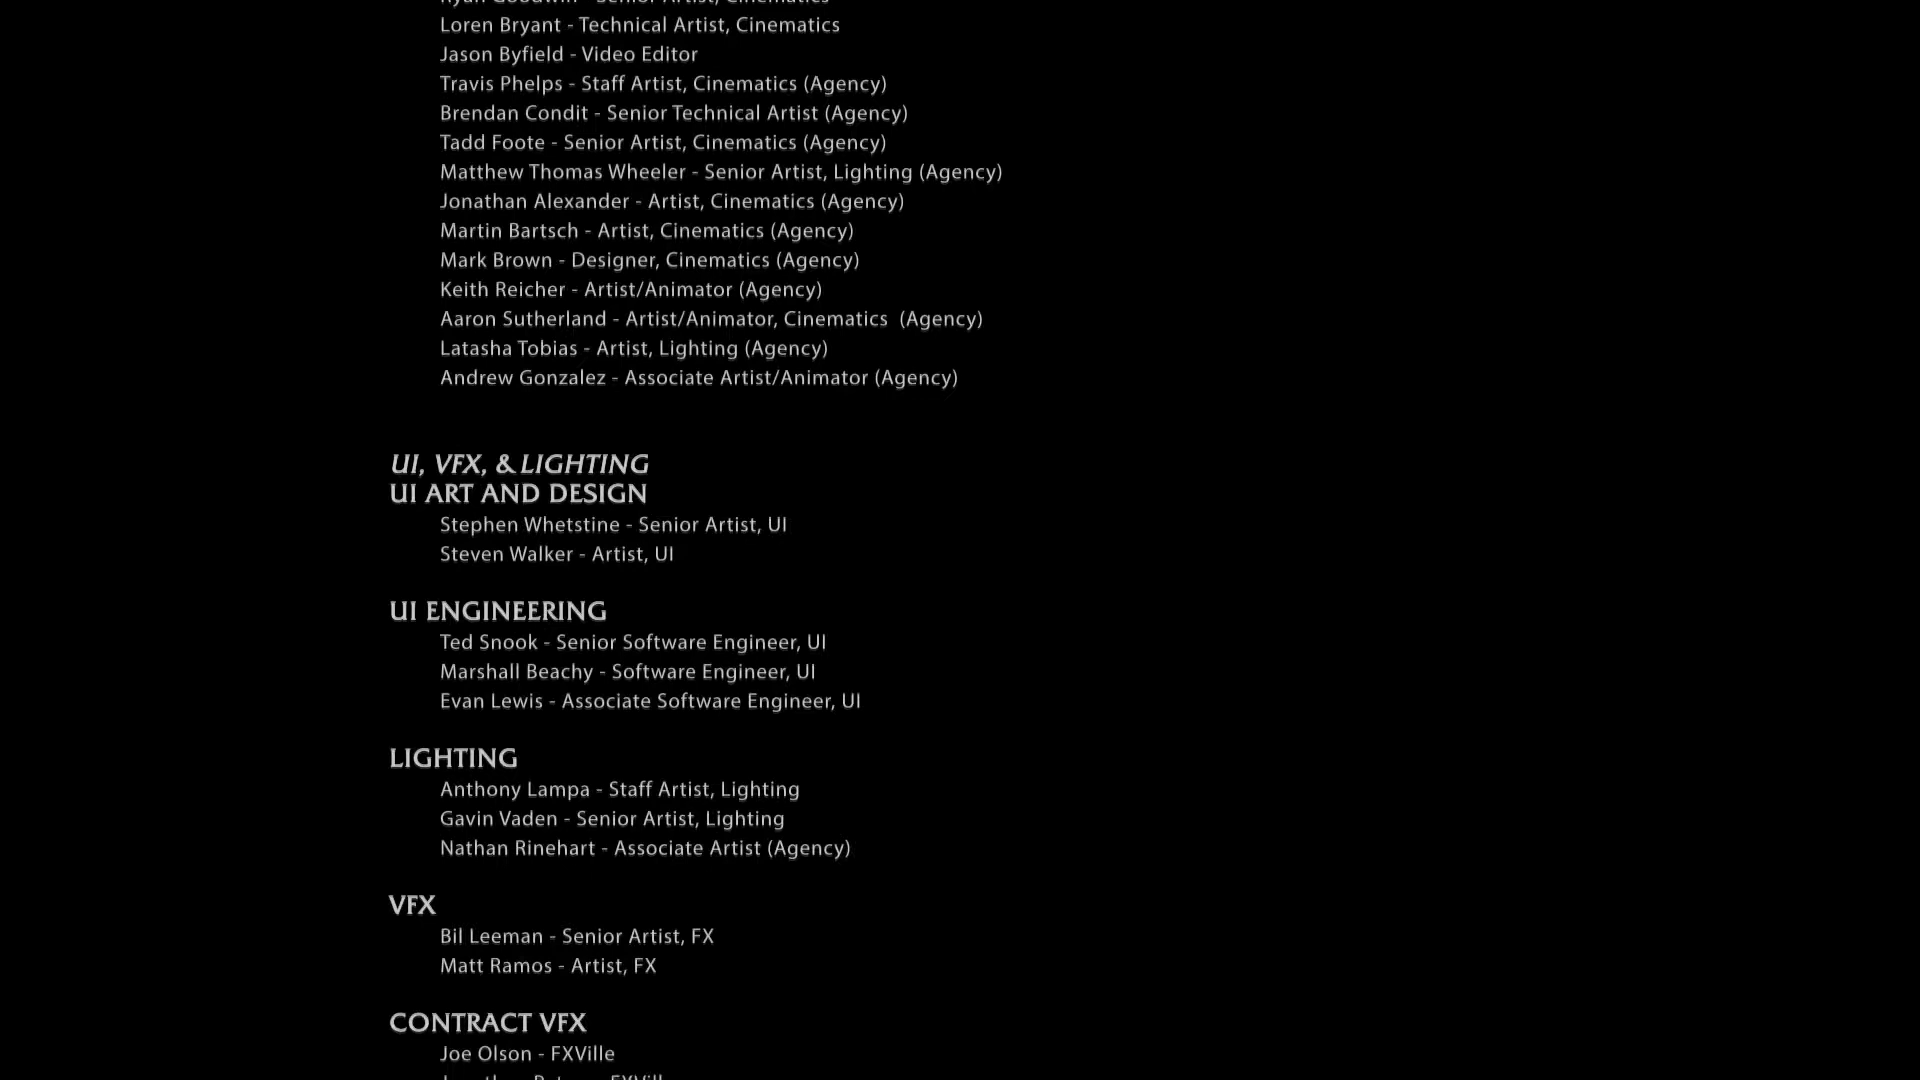 Loren Bryant - Technical Artist, Cinematics
Jason Byfield - Video Editor
Travis Phelps - Staff Artist, Cinematics (Agency)
Brendan Condit - Senior Technical Artist (Agency)
Tadd Foote - Senior Artist, Cinematics (Agency)
Matthew Thomas Wheeler - Senior Artist, Lighting (Agency)
Jonathan Alexander - Artist, Cinematics (Agency)
Martin Bartsch - Artist, Cinematics (Agency)
Mark Brown - Designer, Cinematics (Agency)
Keith Reicher - Artist/Animator (Agency)
Aaron Sutherland - Artist/Animator, Cinematics  (Agency)
Latasha Tobias - Artist, Lighting (Agency)
Andrew Gonzalez - Associate Artist/Animator (Agency)
UI, VFX, & LIGHTING
UI ART AND DESIGN
Stephen Whetstine - Senior Artist, UI
Steven Walker - Artist, UI
UI ENGINEERING
Ted Snook - Senior Software Engineer, UI
Marshall Beachy - Software Engineer, UI
Evan Lewis - Associate Software Engineer, UI
LIGHTING
Anthony Lampa - Staff Artist, Lighting
Gavin Vaden - Senior Artist, Lighting
Nathan Rinehart - Associate Artist (Agency)
VFX
Bil Leeman - Senior Artist, FX
Matt Ramos - Artist, FX
CONTRACT VFX
Joe Olson - FXVille